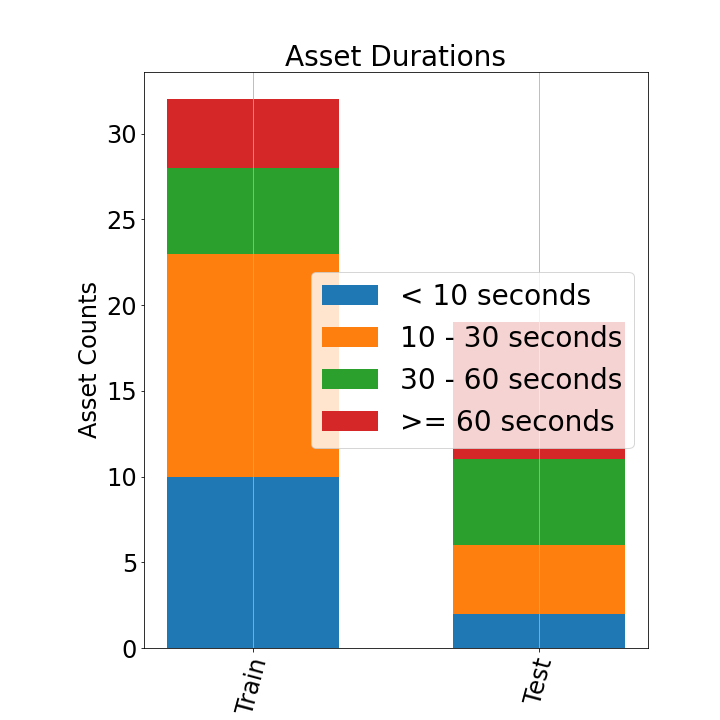 Asset Durations
30
25
20
15
10
5
0
Asset Counts
< 10 seconds
10 - 30 seconds
30 - 60 seconds
>= 60 seconds
Train
Test